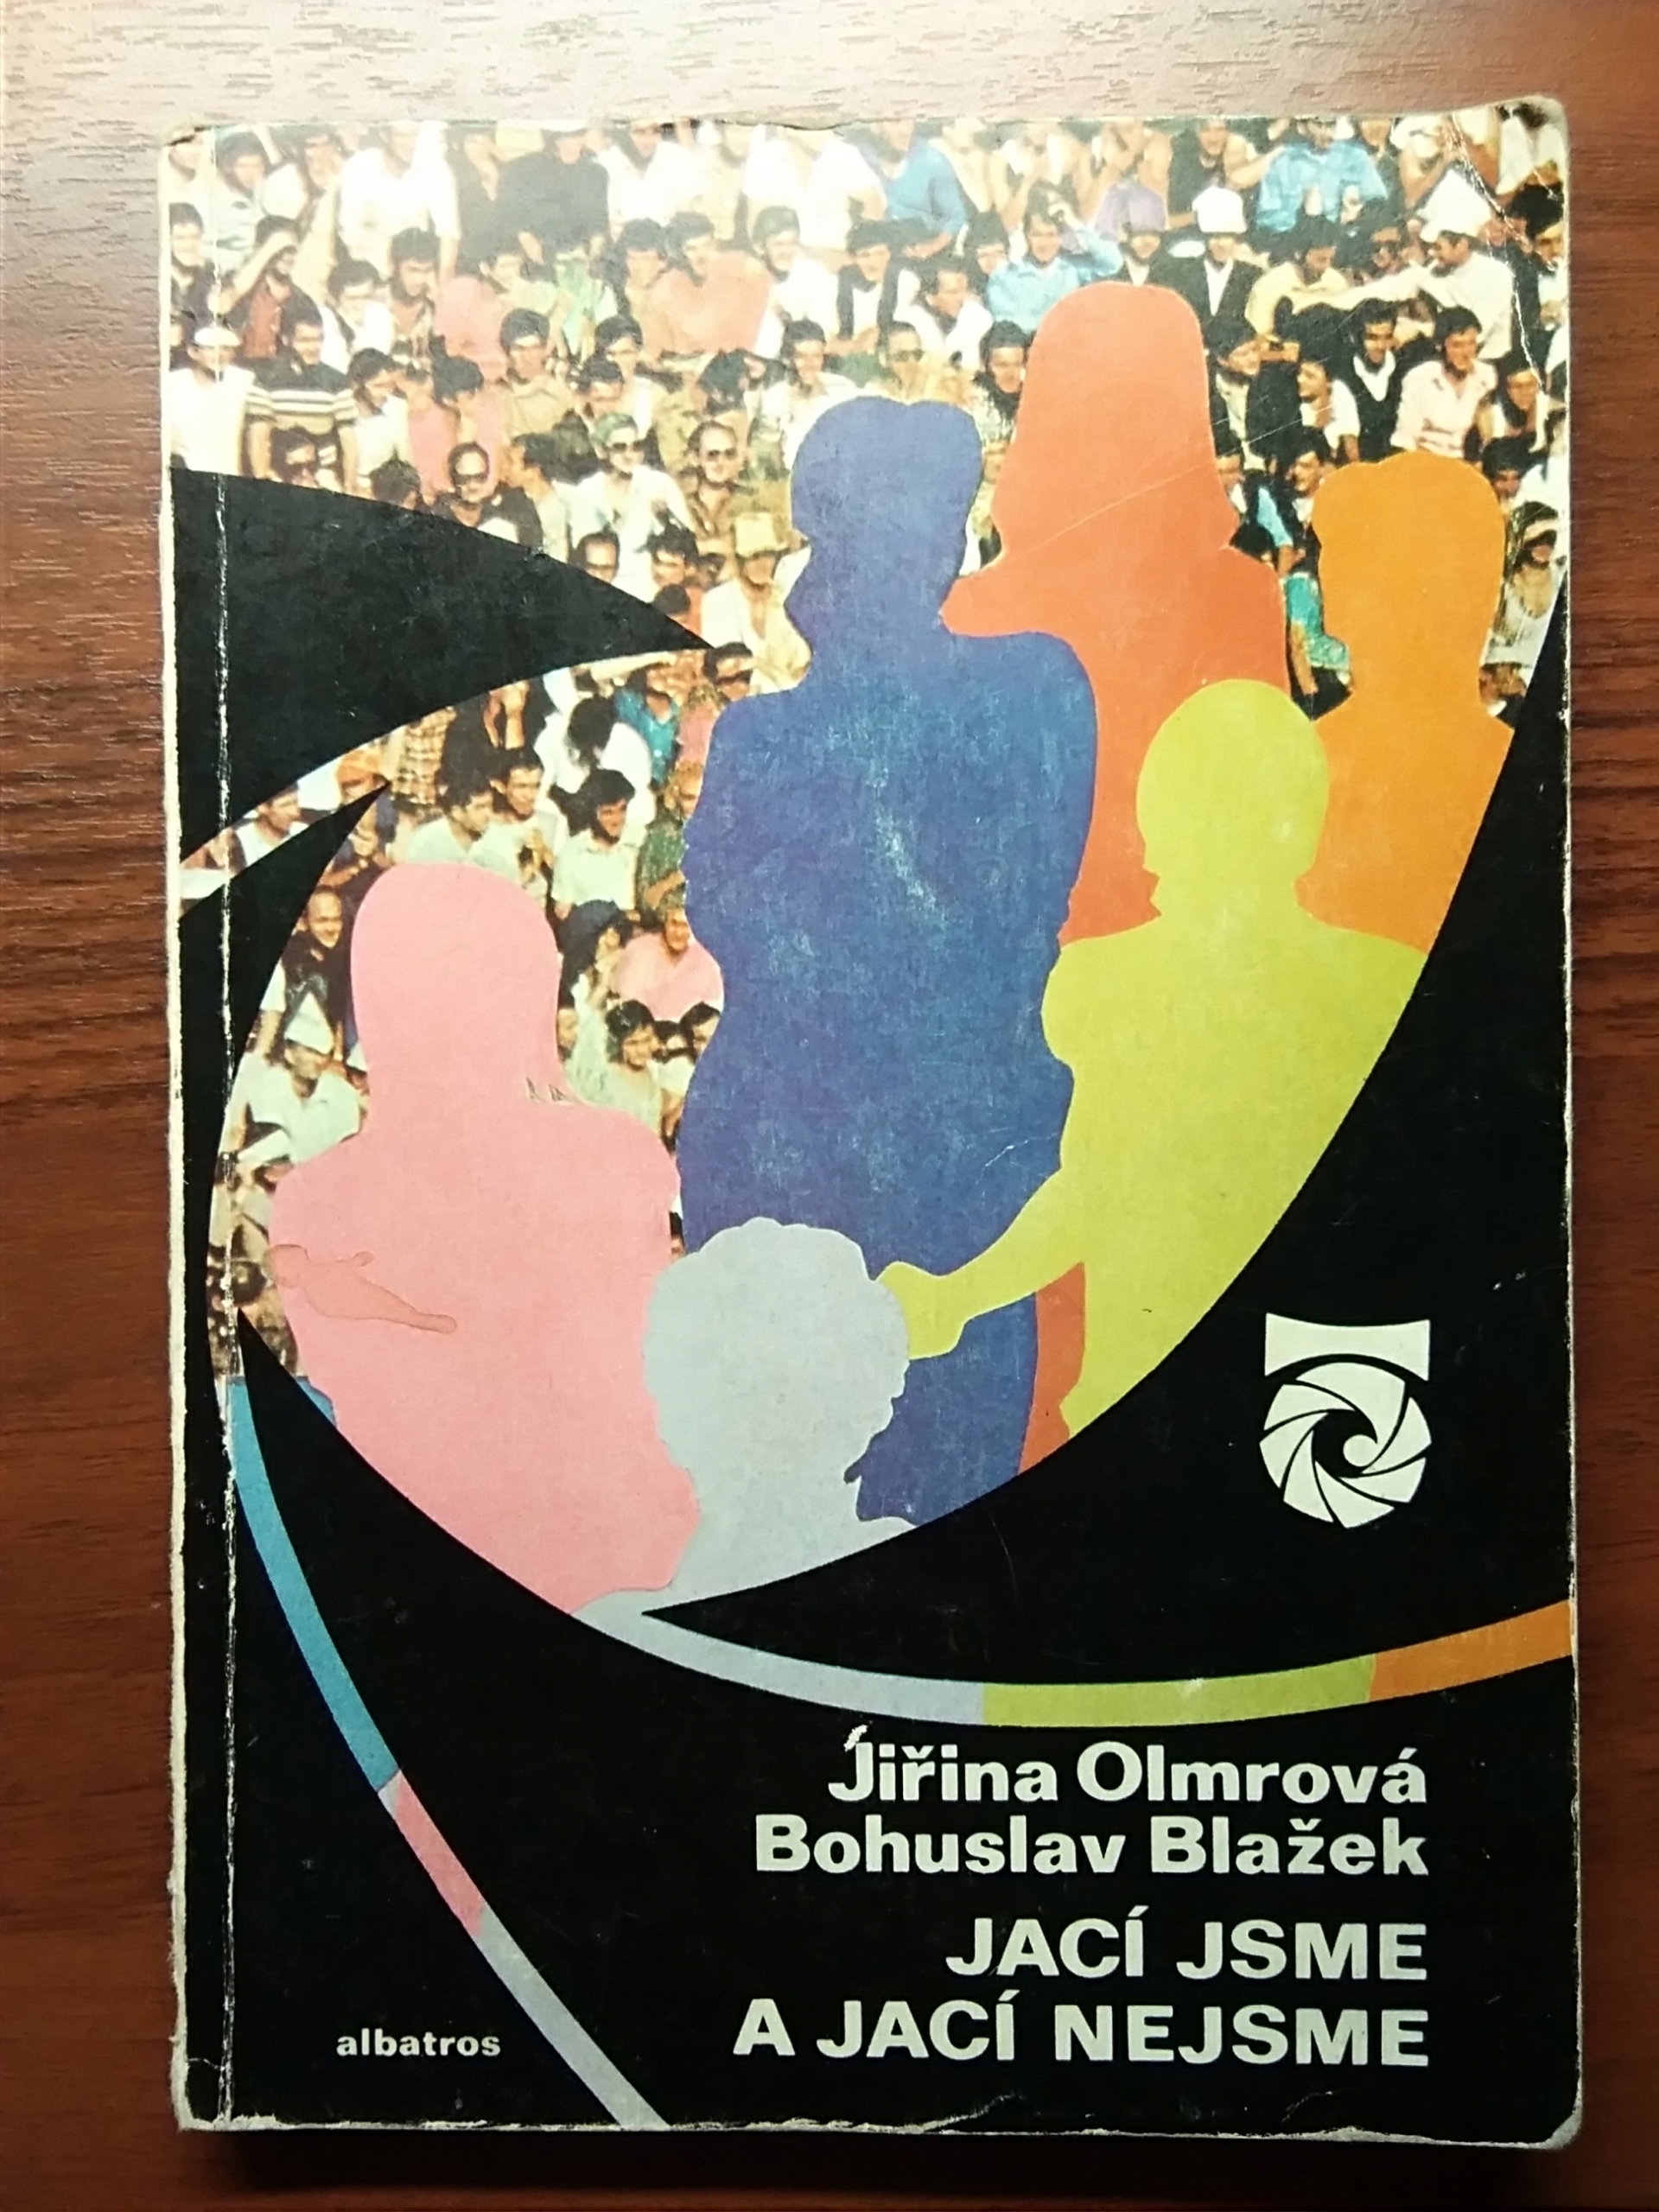 Jiřina Olmrová
Bohuslav Blažek
JACÍ JSME
A JACÍ NEJSME
albatros